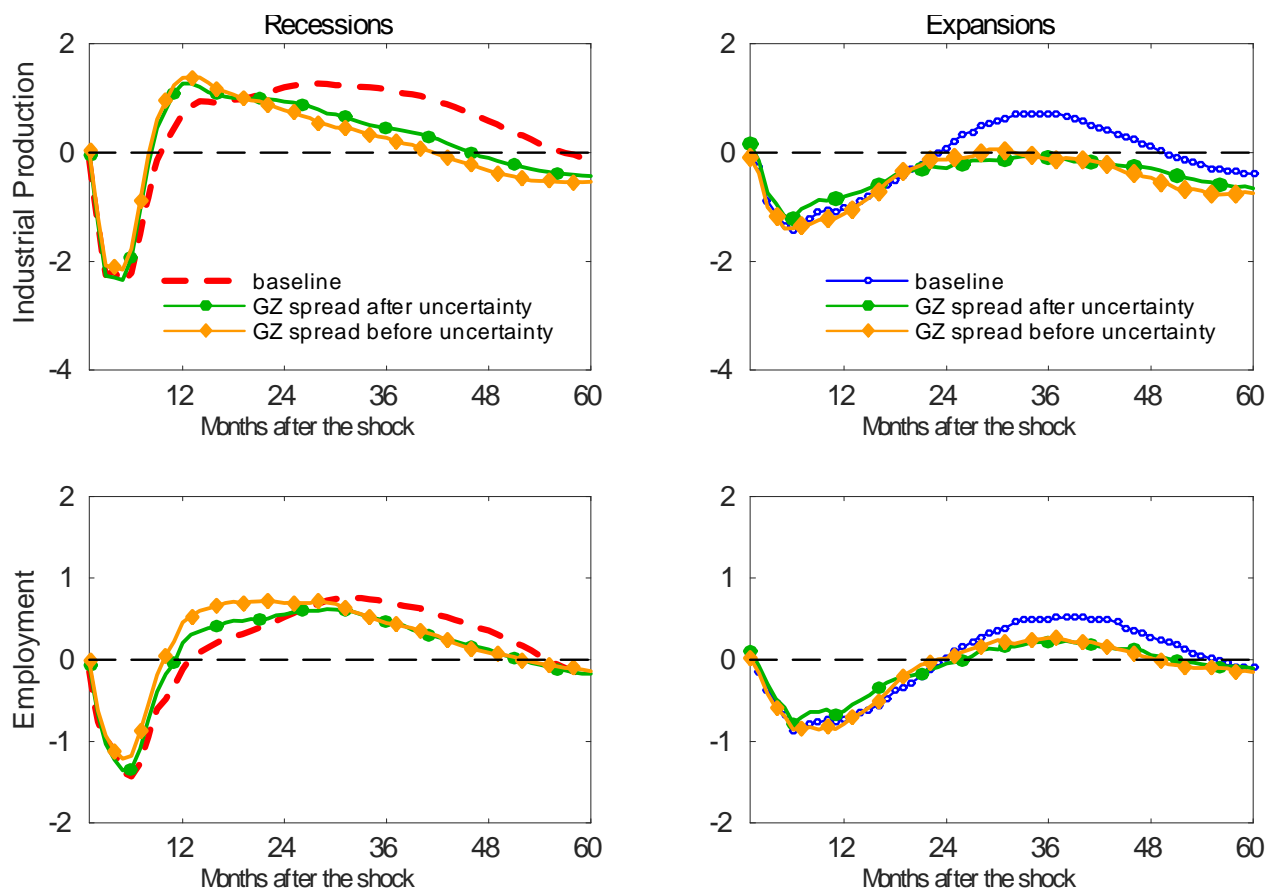 Recessions
Expansions
Industrial Production
2
0
-2
-4
baseline
GZ spread after uncertainty
GZ spread before uncertainty
12 24 36 48 60
Months after the shock
2
0
-2
-4
baseline
GZ spread after uncertainty
GZ spread before uncertainty
12 24 36 48 60
Months after the shock
Employment
2
1
0
-1
-2
12 24 36 48 60
Months after the shock
2
1
0
-1
-2
12 24 36 48 60
Months after the shock